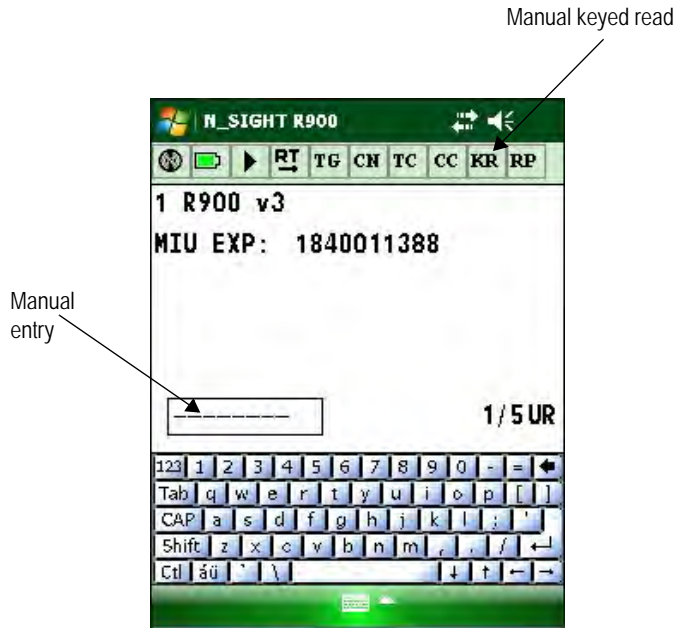 Manual keyed read
N_SIGHT R900
RT TG CN TC CC KR RP
1 R900 v3
MIU EXP: 1840011388
Manual
entry
--------
1/5 UR
123 1 2 3 4 5 6 7 8 9 0 - =
Tab q w e r t y u i o p [ ]
CAP a s d f g h j k l ; '
Shift z x c v b n m , . /
Ctl áü ` \